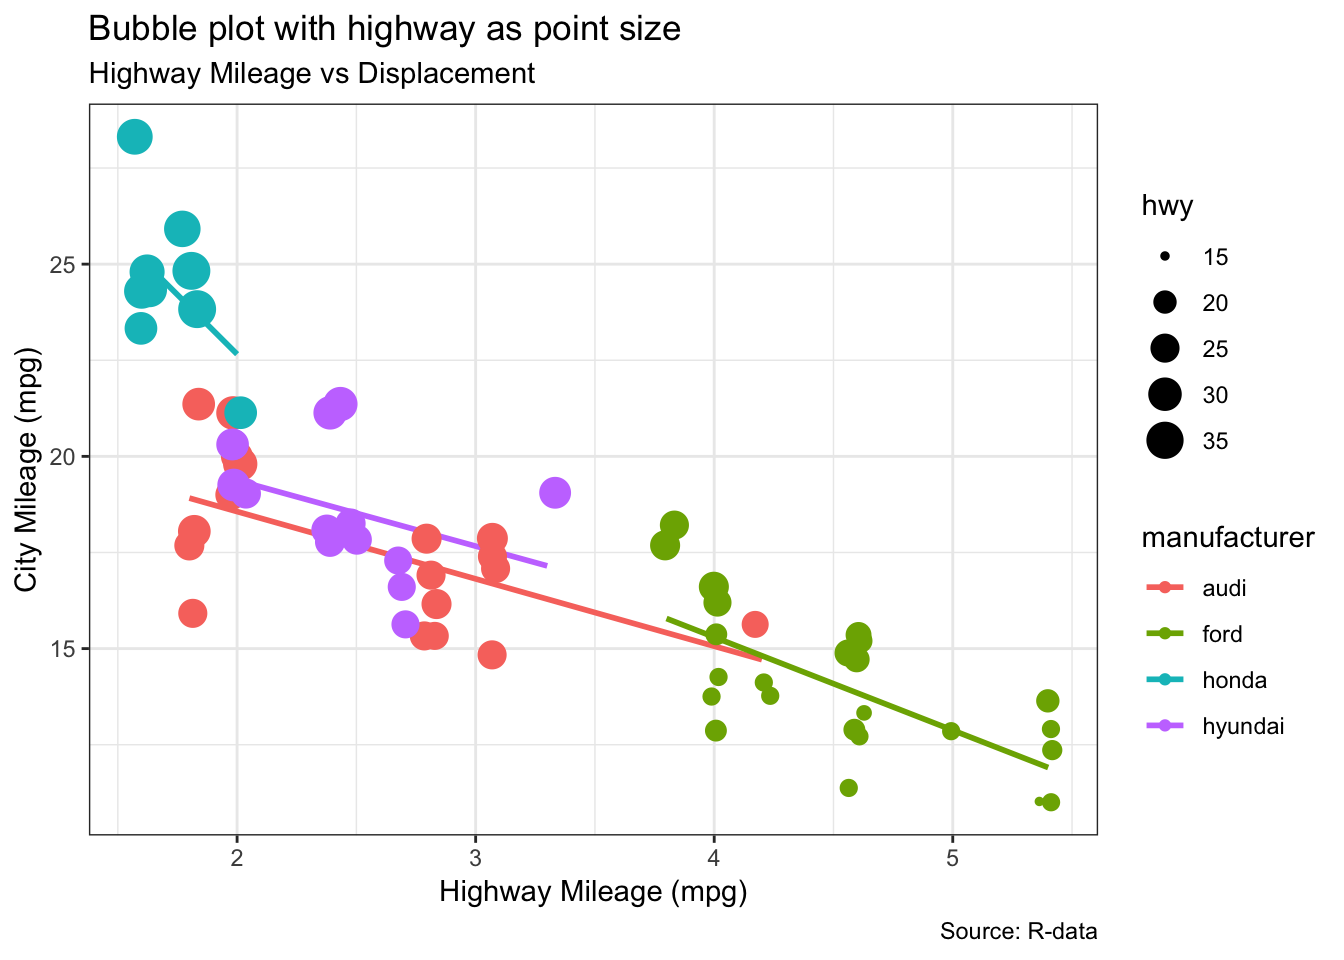 Bubble plot with highway as point size
Highway Mileage vs Displacement
City Mileage (mpg)
25
20
15
2 3 4 5
Highway Mileage (mpg)
Source: R-data
hwy
15
20
25
30
35
manufacturer
audi
ford
honda
hyundai